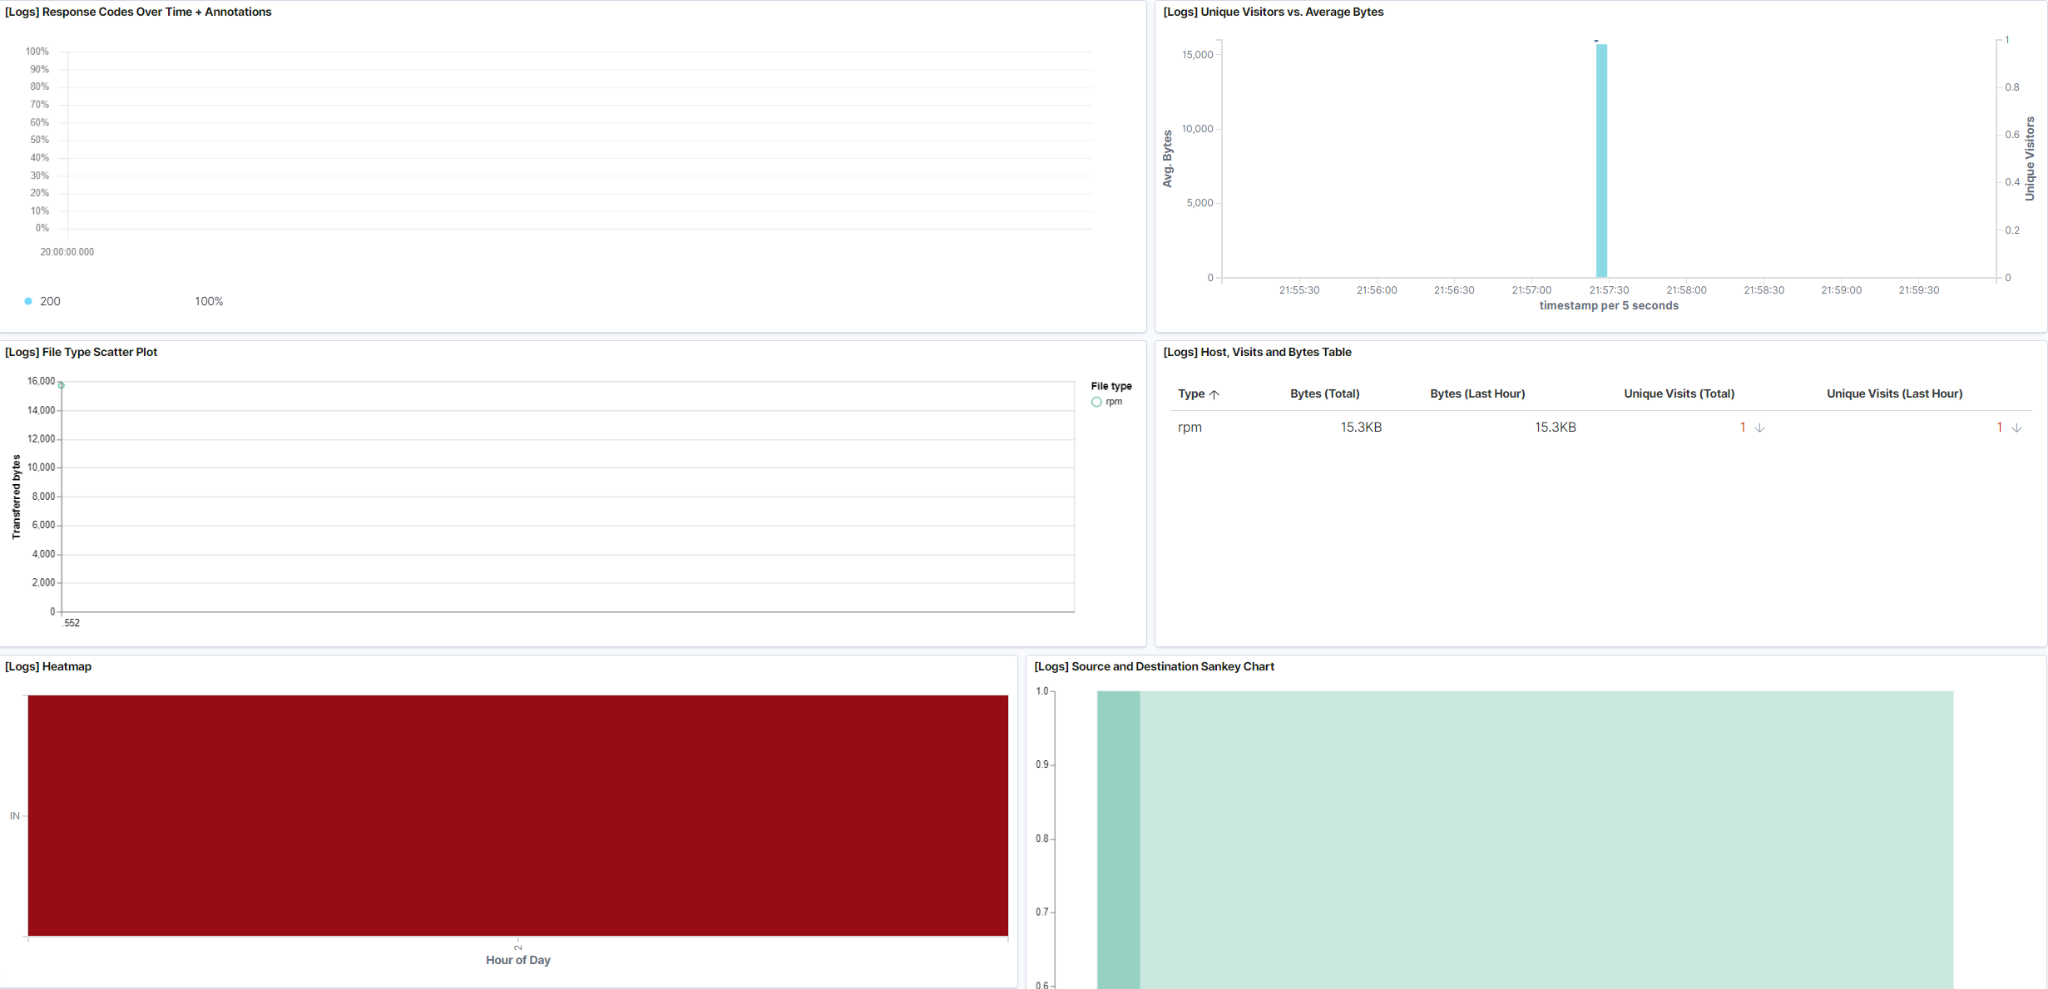 [Logs] Response Codes Over Time + Annotations
100%
90%
80%
70%
60%
50%
40%
30%
20%
10%
0%
20:00:00.000
200 100%
[Logs] Unique Visitors vs. Average Bytes
15,000
10,000
5,000
0
Avg. Bytes
1
0.8
0.6
0.4
0.2
0
Unique Visitors
21:55:30 21:56:00 21:56:30 21:57:00 21:57:30 21:58:00 21:58:30 21:59:00 21:59:30
timestamp per 5 seconds
[Logs] File Type Scatter Plot
16,000
14,000
12,000
10,000
8,000
6,000
4,000
2,000
0
Transferred bytes
.552
File type
rpm
[Logs] Host, Visits and Bytes Table
Type Bytes (Total) Bytes (Last Hour) Unique Visits (Total) Unique Visits (Last Hour)
rpm 15.3KB 15.3KB 1 1
[Logs] Heatmap
IN
2
Hour of Day
[Logs] Source and Destination Sankey Chart
1.0
0.9
0.8
0.7
0.6